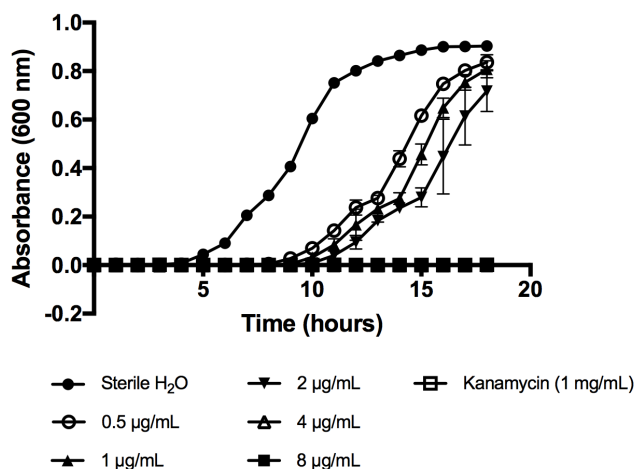 1.0
0.8
0.6
0.4
0.2
0.0
-0.2
Absorbance (600 nm)
5 10 15 20
Time (hours)
Sterile H₂O
2 µg/mL
Kanamycin (1 mg/mL)
0.5 µg/mL
4 µg/mL
1 µg/mL
8 µg/mL